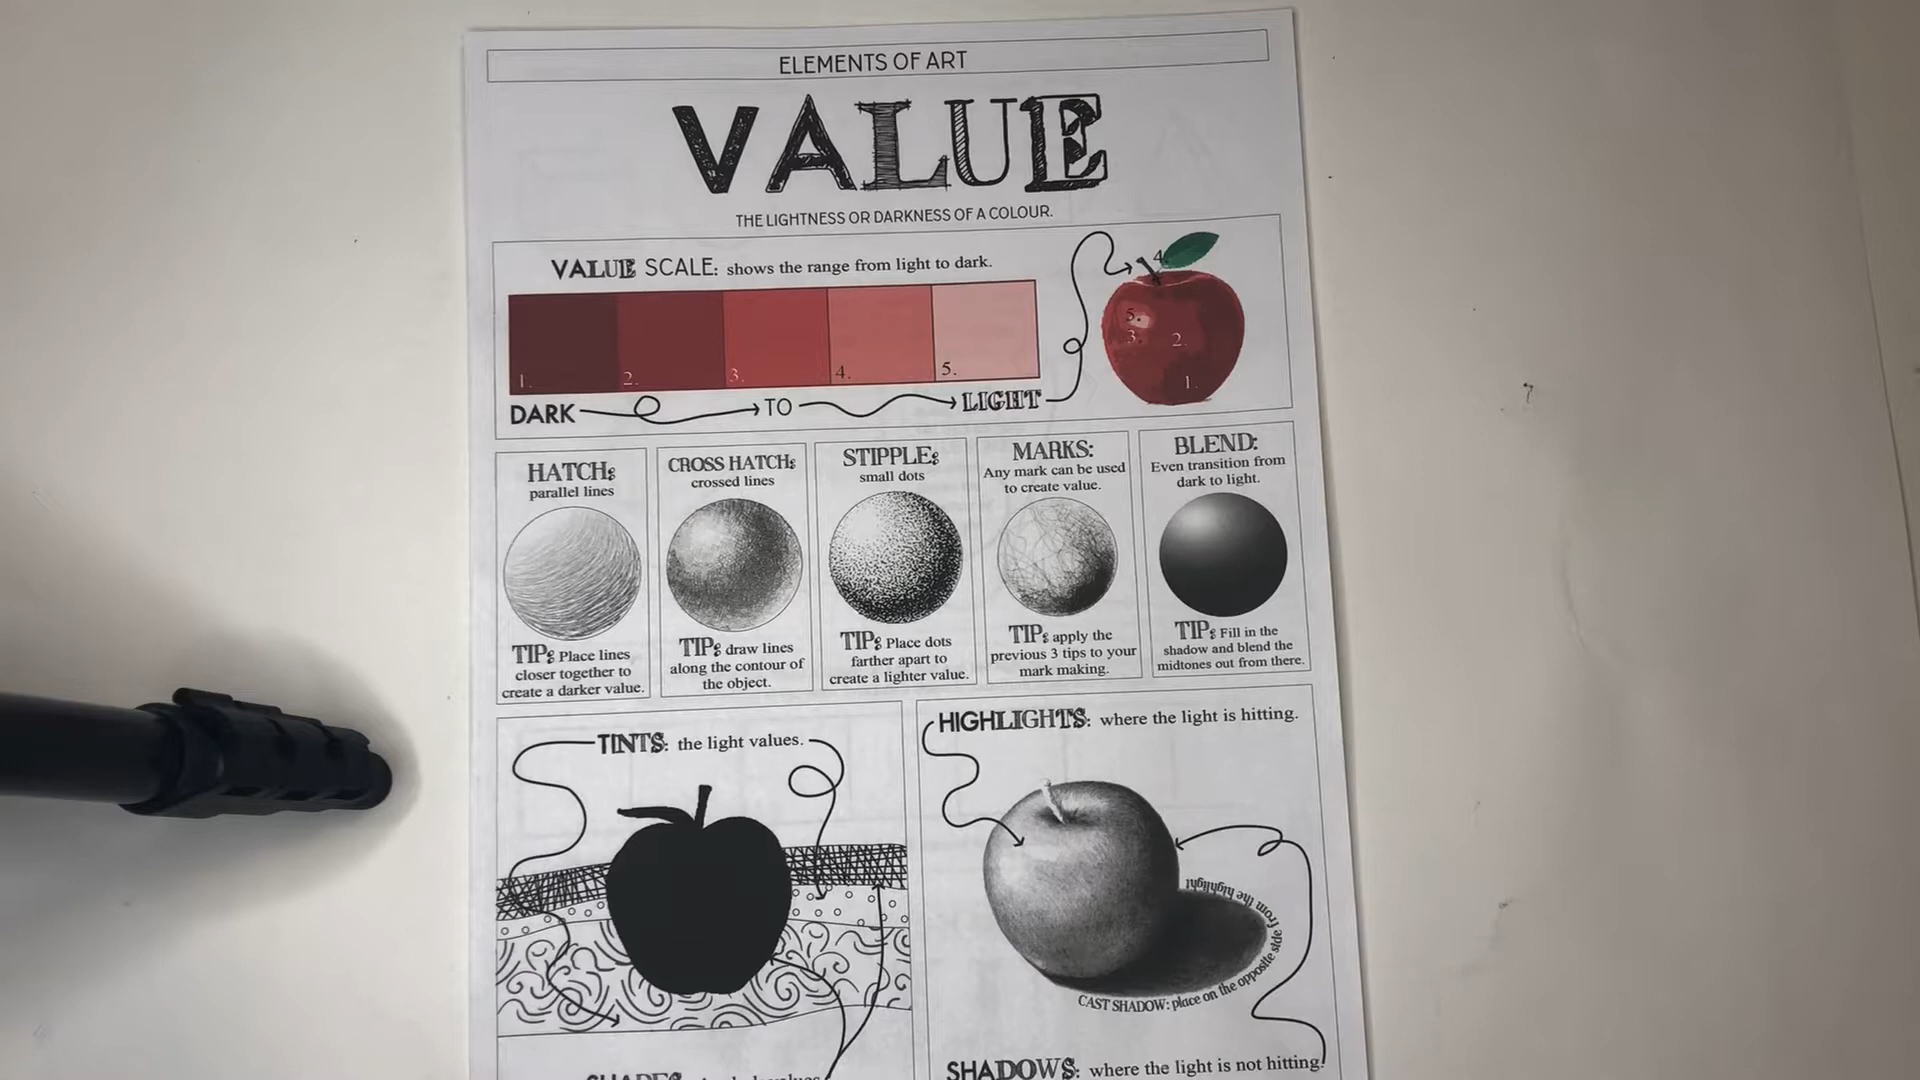 ELEMENTS OF ART
VALUE
THE LIGHTNESS OR DARKNESS OF A COLOUR.
VALUE SCALE: shows the range from light to dark.
1. 2. 3. 4. 5.
DARK TO LIGHT
4.
5.
3. 2.
1.
HATCH:
parallel lines
TIP: Place lines
closer together to
create a darker value.
CROSS HATCH:
crossed lines
TIP: draw lines
along the contour of
the object.
STIPPLE:
small dots
TIP: Place dots
farther apart to
create a lighter value.
MARKS:
Any mark can be used
to create value.
TIP: apply the
previous 3 tips to your
mark making.
BLEND:
Even transition from
dark to light.
TIP: Fill in the
shadow and blend the
midtones out from there.
TINTS: the light values.
HIGHLIGHTS: where the light is hitting.
CAST SHADOW: place on the opposite side from the highlight
SHADOWS: where the light is not hitting.